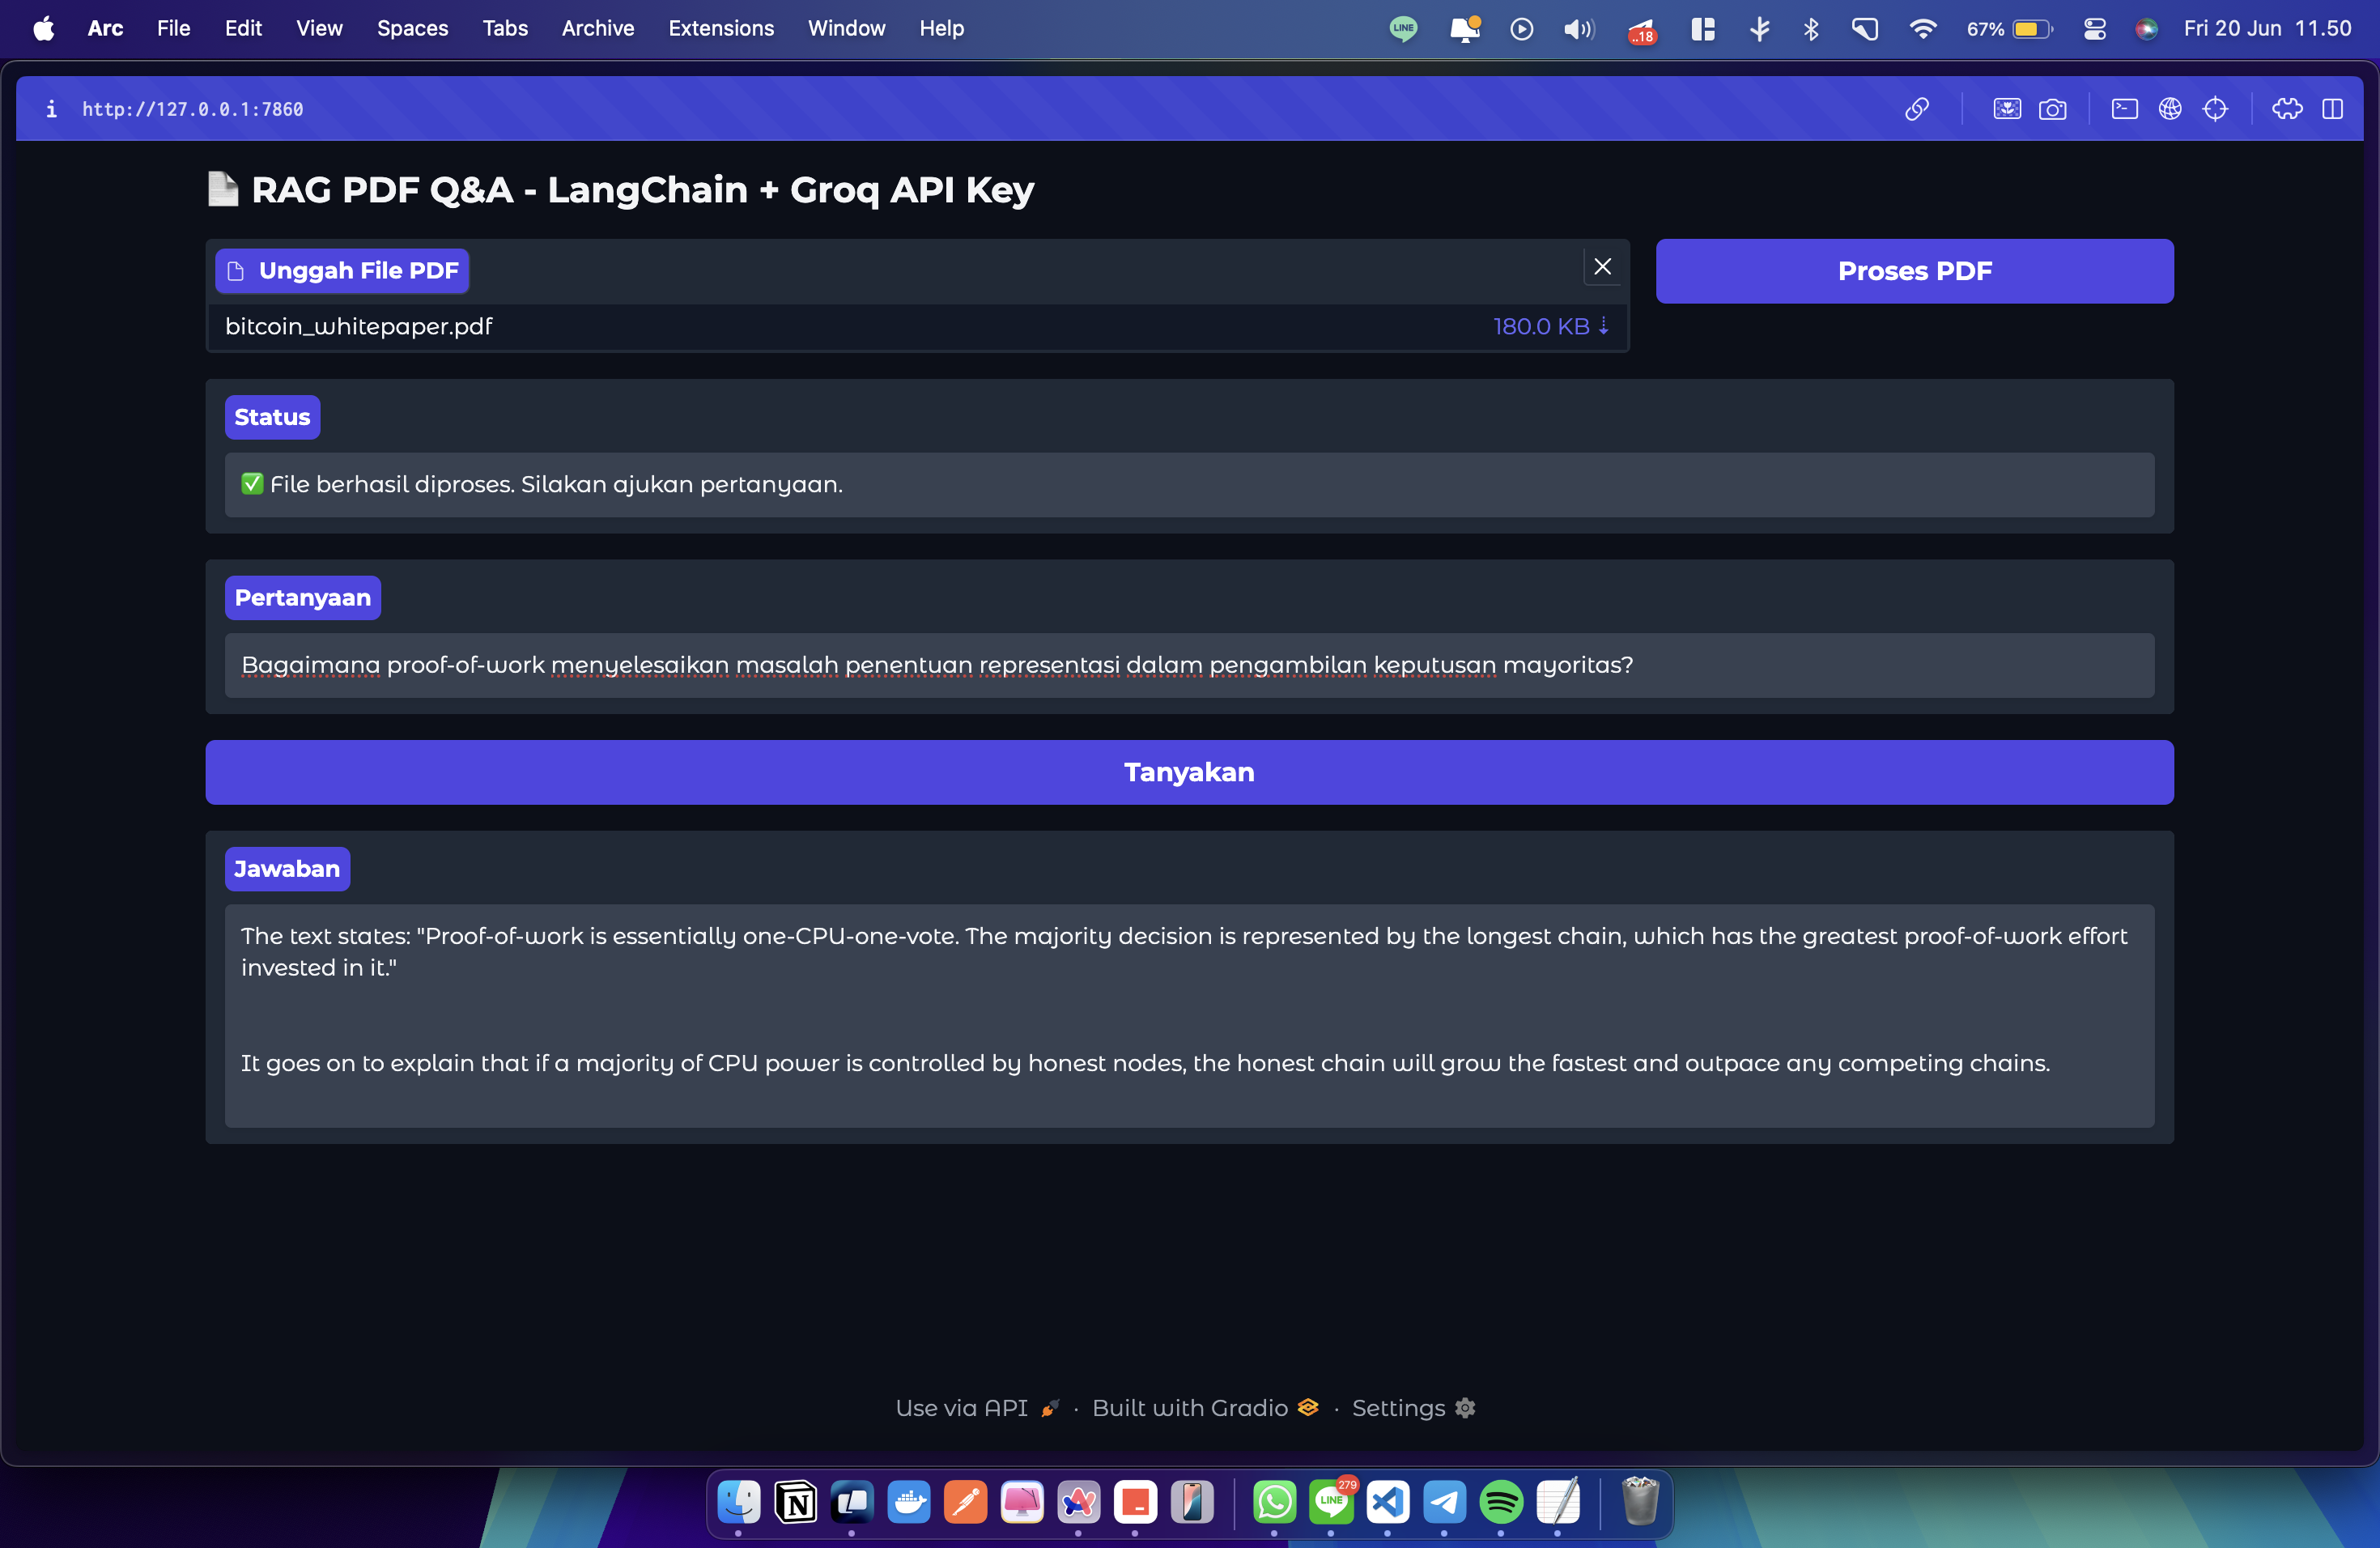 Arc File Edit View Spaces Tabs Archive Extensions Window Help LINE ..18 67% Fri 20 Jun 11.50
http://127.0.0.1:7860
RAG PDF Q&A - LangChain + Groq API Key
Unggah File PDF
Proses PDF
bitcoin_whitepaper.pdf 180.0 KB ⇣
Status
✅ File berhasil diproses. Silakan ajukan pertanyaan.
Pertanyaan
Bagaimana proof-of-work menyelesaikan masalah penentuan representasi dalam pengambilan keputusan mayoritas?
Tanyakan
Jawaban
The text states: "Proof-of-work is essentially one-CPU-one-vote. The majority decision is represented by the longest chain, which has the greatest proof-of-work effort
invested in it."
It goes on to explain that if a majority of CPU power is controlled by honest nodes, the honest chain will grow the fastest and outpace any competing chains.
Use via API · Built with Gradio · Settings
279
LINE